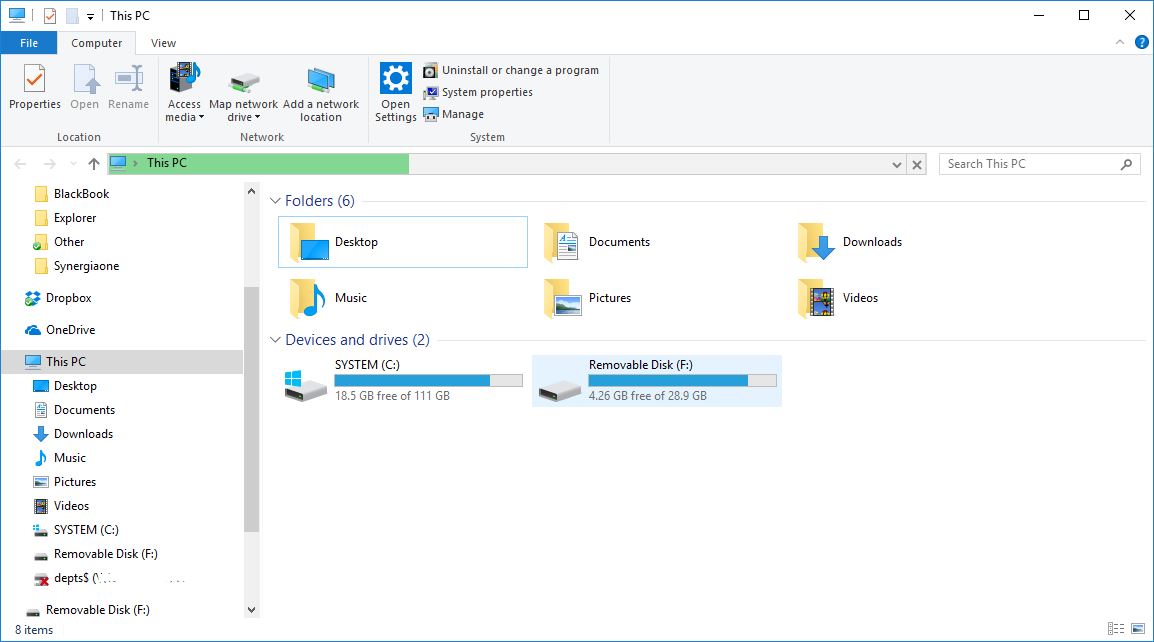 This PC
File Computer View
Properties Open Rename Access media Map network drive Add a network location Open Settings
Uninstall or change a program
System properties
Manage
Location Network System
This PC
Search This PC
BlackBook
Explorer
Other
Synergiaone
Dropbox
OneDrive
This PC
Desktop
Documents
Downloads
Music
Pictures
Videos
SYSTEM (C:)
Removable Disk (F:)
depts$ (\
Removable Disk (F:)
Folders (6)
Desktop Documents Downloads
Music Pictures Videos
Devices and drives (2)
SYSTEM (C:)
18.5 GB free of 111 GB
Removable Disk (F:)
4.26 GB free of 28.9 GB
8 items